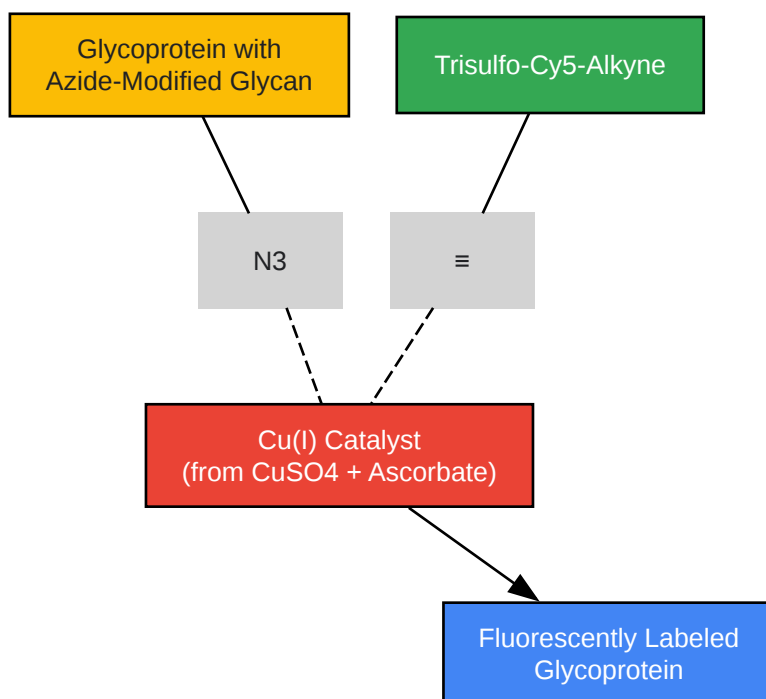 Glycoprotein with
Azide-Modified Glycan
Trisulfo-Cy5-Alkyne
N3
≡
Cu(I) Catalyst
(from CuSO4 + Ascorbate)
Fluorescently Labeled
Glycoprotein